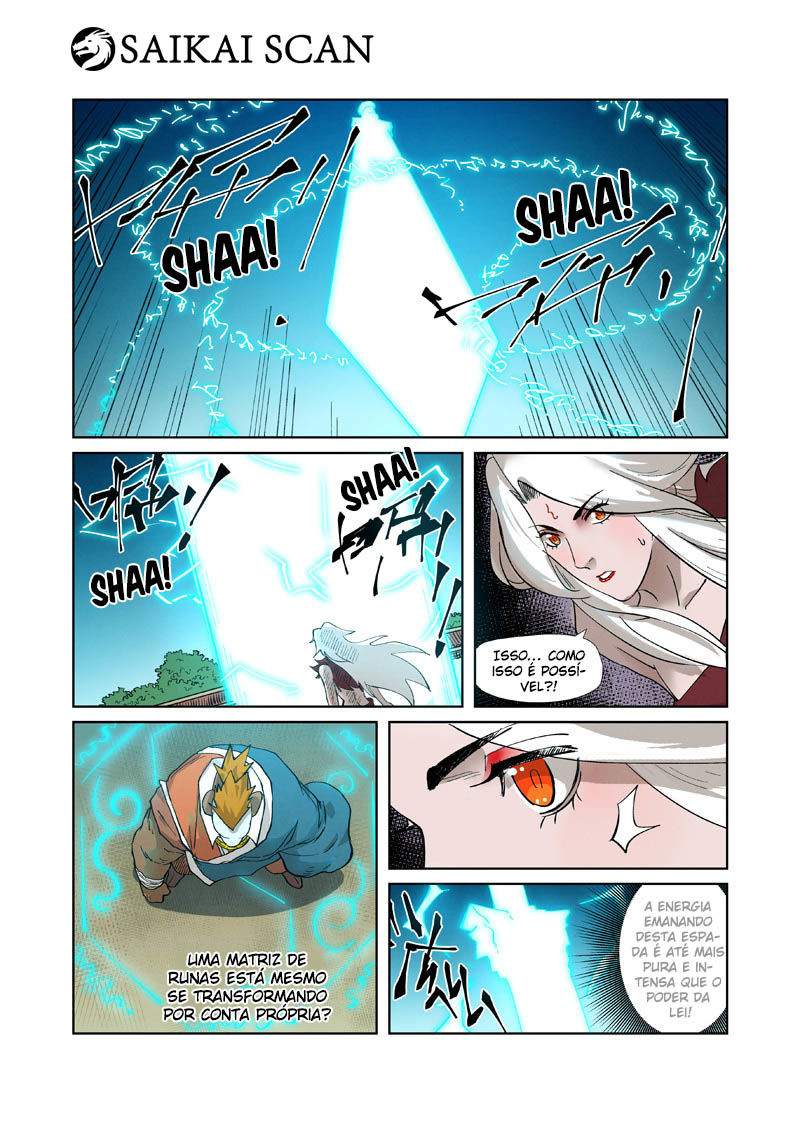 SAIKAI SCAN
SHAA!
SHAA!
SHAA!
SHAA!
ISSO... COMO
ISSO É POSSÍ-
VEL?!
UMA MATRIZ DE
RUNAS ESTÁ MESMO
SE TRANSFORMANDO
POR CONTA PRÓPRIA?
A ENERGIA
EMANANDO
DESTA ESPA-
DA É ATÉ MAIS
PURA E IN-
TENSA QUE O
PODER DA
LEI!